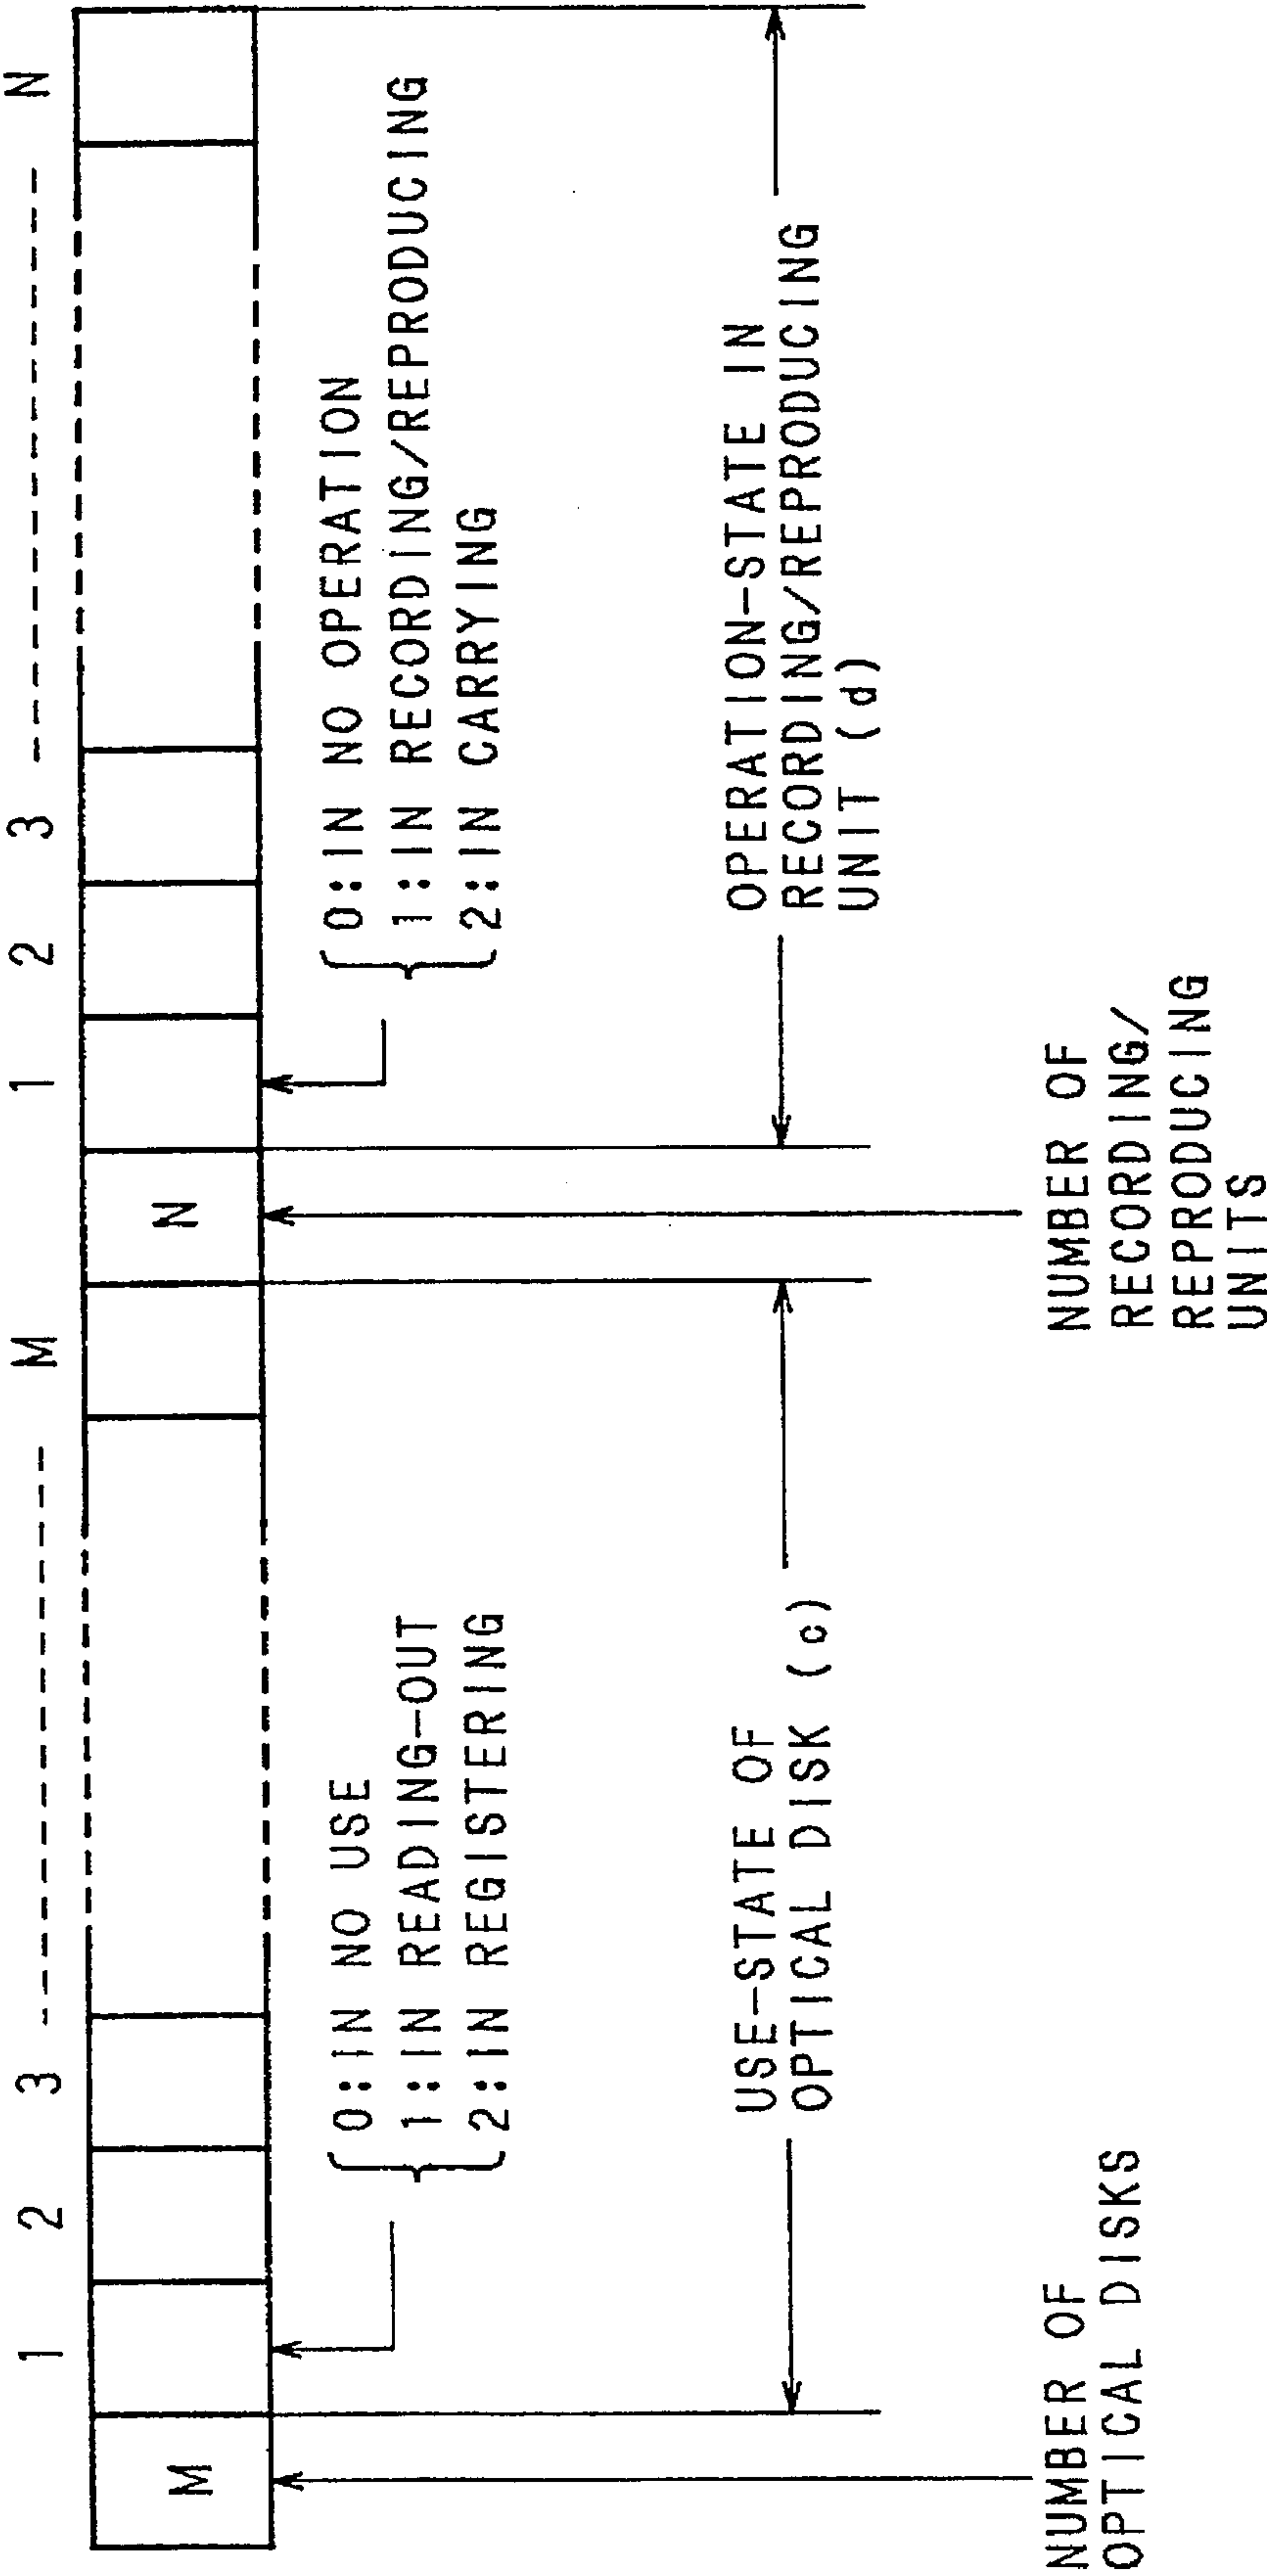 1 2 3 ---------- M 1 2 3 ---------- N
M N
0:IN NO USE
1:IN READING-OUT
2:IN REGISTERING
0:IN NO OPERATION
1:IN RECORDING/REPRODUCING
2:IN CARRYING
USE-STATE OF
OPTICAL DISK (c)
OPERATION-STATE IN
RECORDING/REPRODUCING
UNIT (d)
NUMBER OF
OPTICAL DISKS
NUMBER OF
RECORDING/
REPRODUCING
UNITS